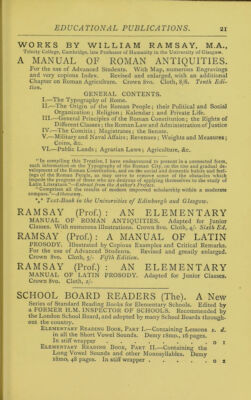 EDUCATIONAL PUBLICATIONS. 21
WORKS BY WILLIAM RAMSAY, M.A.,
Trinity College, Cambridge, late Professor of Humanity in the University of Glasgow.
A MANUAL OF ROMAN ANTIQUITIES.
For the use of Advanced Students. With Map, numerous Engravings
and very copious Index. Revised and enlarged, with an additional
Chapter on Roman Agriculture. Crown 8vo. Cloth, 8/6. Tenth Edi-
tion.
GENERAL CONTENTS.
I.—The Typography of Rome.
II.—The Origin of the Roman People; their Political and Social
Organization; Religion; Kalendar; and Private Life.
III.—General Principles of the Roman Constitution; the Rights of
Different Classes; the Roman Law and Administration of Justice
IV.—The Comitia; Magistrates; the Senate.
V.—Military and Naval Affairs; Revenues; Weights and Measures;
Coins, &c.
VI.—Public Lands; Agrarian Laws; Agriculture, &c.
"In compiling this Treatise, I have endeavoured to present in a connected form,
such information on the Typography of the Roman City, on the rise and gradual de-
velopment of the Roman Constitution, and on the social and domestic habits and feel-
ings of the Roman People, as may serve to remove some of the obstacles which
impede the progress of those who are desirous of applying themselves to the study of
Latin Literature."—Extract from the Author's Preface.
"Comprises all the results of modern improved scholarship within a moderate
compass."—Athenæum.
*⁎* Text-Book in the Universities of Edinburgh and Glasgow.
RAMSAY (Prof.): AN ELEMENTARY
MANUAL OF ROMAN ANTIQUITIES. Adapted for Junior
Classes. With numerous Illustrations. Crown 8vo. Cloth, 4/- Sixth Ed.
RAMSAY (Prof.): A MANUAL OF LATIN
PROSODY. Illustrated by Copious Examples and Critical Remarks.
For the use of Advanced Students. Revised and greatly enlarged.
Crown 8vo. Cloth, 5/- Fifth Edition.
RAMSAY (Prof.): AN ELEMENTARY
MANUAL OF LATIN PROSODY. Adapted for Junior Classes.
Crown 8vo. Cloth, 2/-
SCHOOL BOARD READERS (The). A New
Series of Standard Reading Books for Elementary Schools. Edited by
a FORMER H.M. INSPECTOR OF SCHOOLS. Recommended by
the London School Board, and adopted by many School Boards through-
out the country.
ELEMENTARY READING BOOK, PART I.—Containing Lessons s. d.
in all the Short Vowel Sounds. Demy 18mo., 16 pages.
In stiff wrapper . . . . . . 0 1
ELEMENTARY READING BOOK, PART II.—Containing the
Long Vowel Sounds and other Monosyllables. Demy
18mo, 48 pages. In stiff wrapper . . . . . 0 2